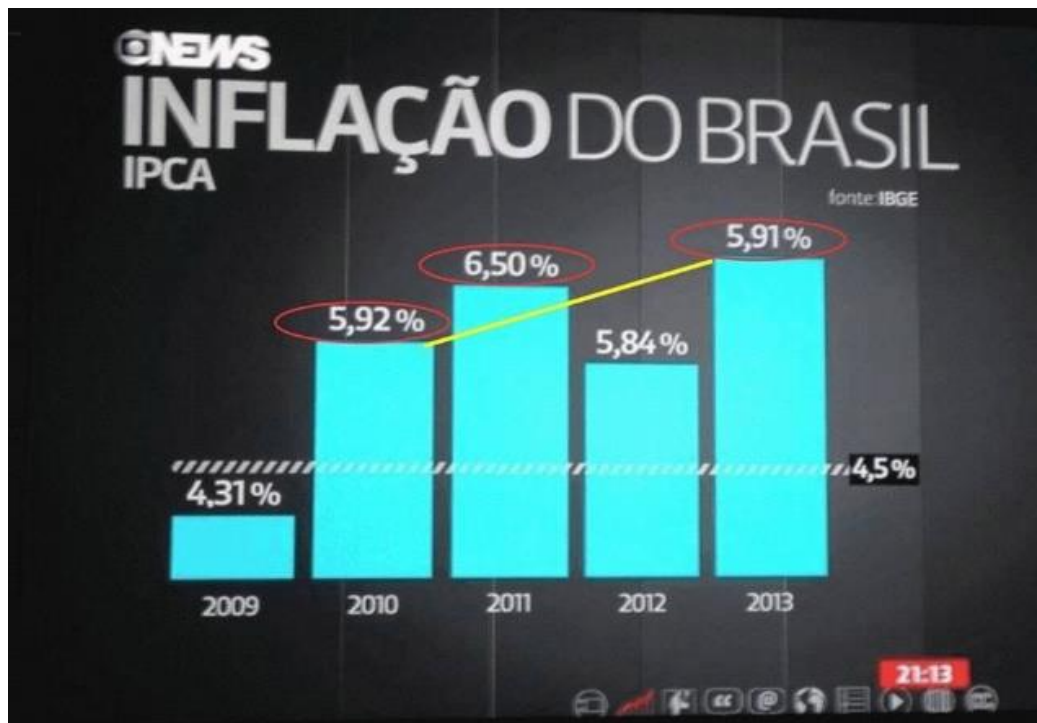 NEWS
INFLAÇÃO DO BRASIL
IPCA
fonte:IBGE
5,91%
6,50%
5,92%
5,84%
4,5%
4,31%
2009 2010 2011 2012 2013
21:13